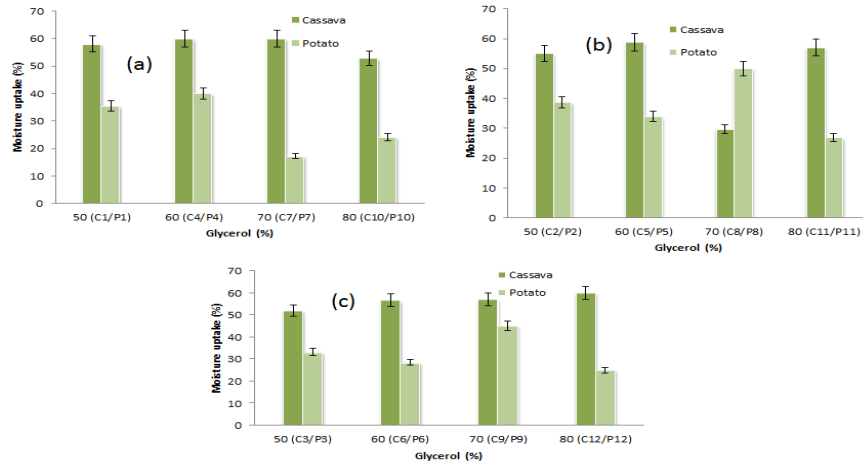 70
60
50
40
30
20
10
0
Moisture uptake (%)
Cassava
Potato
(a)
50 (C1/P1) 60 (C4/P4) 70 (C7/P7) 80 (C10/P10)
Glycerol (%)
70
60
50
40
30
20
10
0
Moisture uptake (%)
Cassava
Potato
(b)
50 (C2/P2) 60 (C5/P5) 70 (C8/P8) 80 (C11/P11)
Glycerol (%)
70
60
50
40
30
20
10
0
Moisture uptake (%)
Cassava
Potato
(c)
50 (C3/P3) 60 (C6/P6) 70 (C9/P9) 80 (C12/P12)
Glycerol (%)